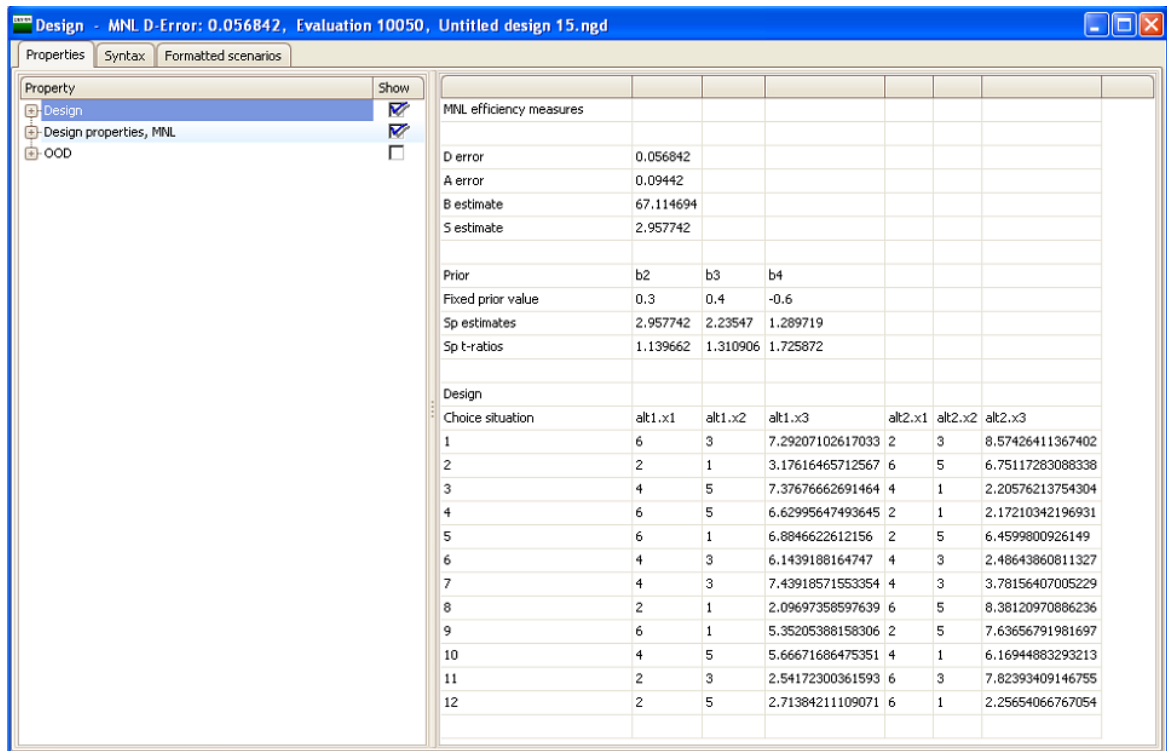 Design - MNL D-Error: 0.056842, Evaluation 10050, Untitled design 15.ngd
Properties Syntax Formatted scenarios
Property Show
Design
Design properties, MNL
OOD
MNL efficiency measures
D error 0.056842
A error 0.09442
B estimate 67.114694
S estimate 2.957742
Prior b2 b3 b4
Fixed prior value 0.3 0.4 -0.6
Sp estimates 2.957742 2.23547 1.289719
Sp t-ratios 1.139662 1.310906 1.725872
Design
Choice situation alt1.x1 alt1.x2 alt1.x3 alt2.x1 alt2.x2 alt2.x3
1 6 3 7.29207102617033 2 3 8.57426411367402
2 2 1 3.17616465712567 6 5 6.75117283088338
3 4 5 7.37676662691464 4 1 2.20576213754304
4 6 5 6.62995647493645 2 1 2.17210342196931
5 6 1 6.8846622612156 2 5 6.4599800926149
6 4 3 6.1439188164747 4 3 2.48643860811327
7 4 3 7.43918571553354 4 3 3.78156407005229
8 2 1 2.09697358597639 6 5 8.38120970886236
9 6 1 5.35205388158306 2 5 7.63656791981697
10 4 5 5.66671686475351 4 1 6.16944883293213
11 2 3 2.54172300361593 6 3 7.82393409146755
12 2 5 2.71384211109071 6 1 2.25654066767054